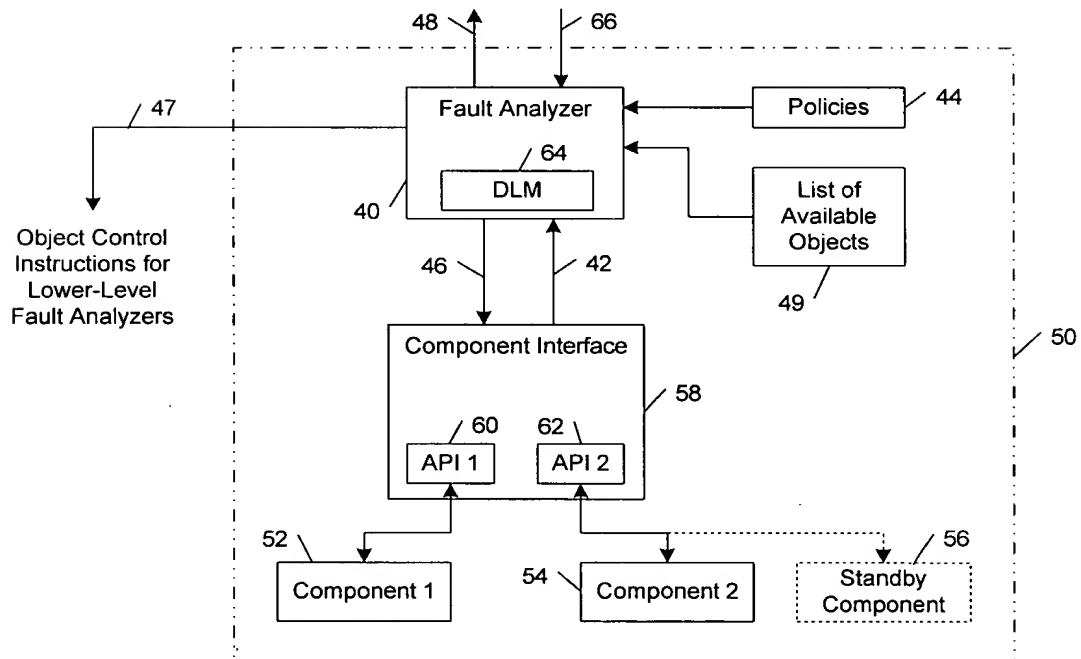 48
66
47
Fault Analyzer
Policies
44
64
DLM
40
List of
Available
Objects
49
Object Control
Instructions for
Lower-Level
Fault Analyzers
46
42
Component Interface
50
58
60
62
API 1
API 2
52
Component 1
54
Component 2
56
Standby
Component